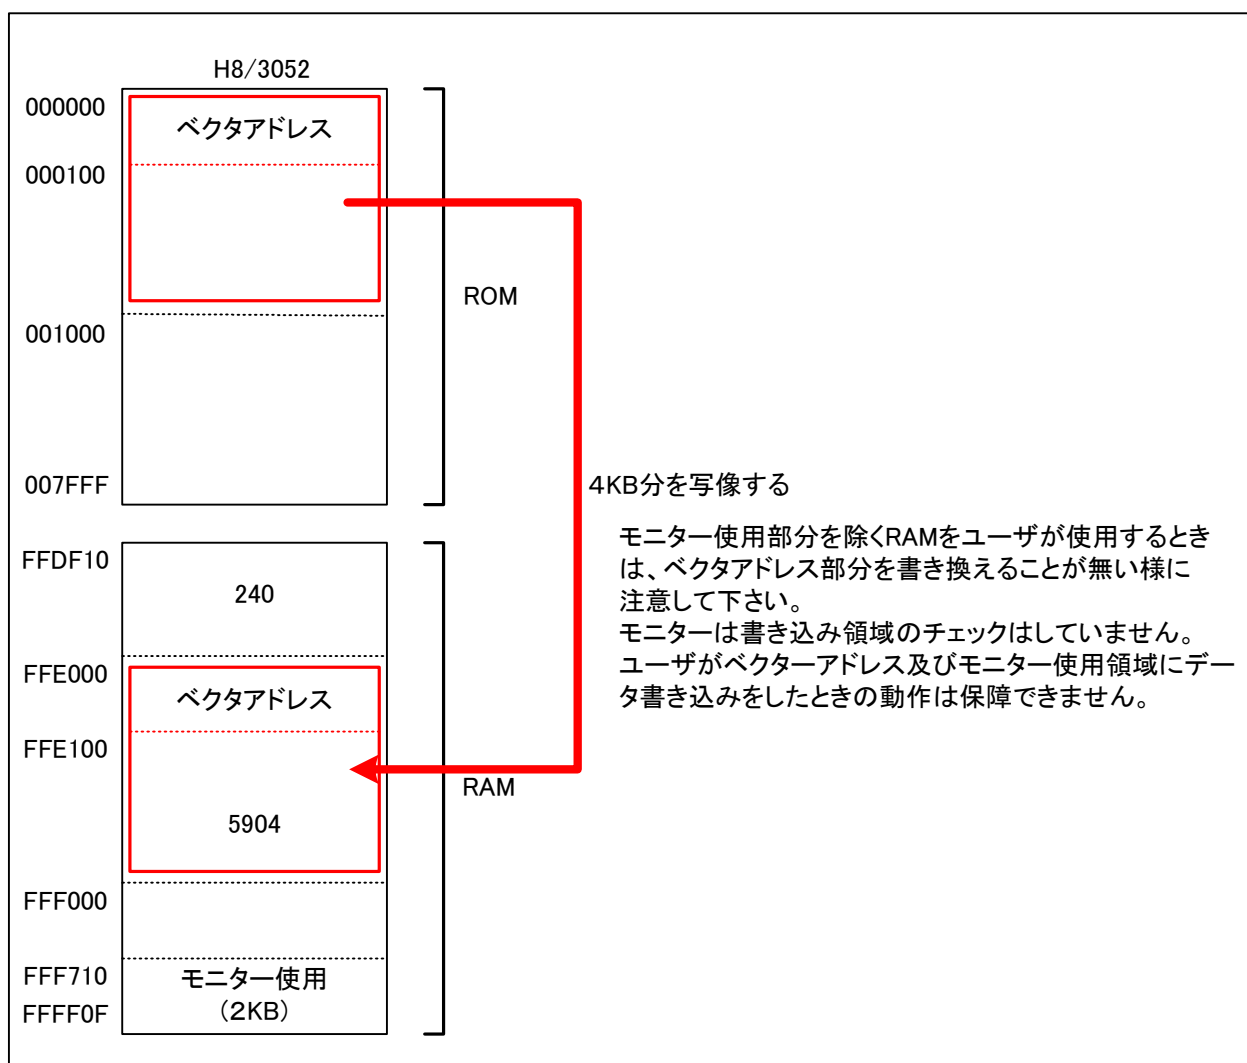 H8/3052
000000
ベクタアドレス
000100
ROM
001000
007FFF
4KB分を写像する
モニター使用部分を除くRAMをユーザが使用するとき
は、ベクタアドレス部分を書き換えることが無い様に
注意して下さい。
モニターは書き込み領域のチェックはしていません。
ユーザがベクターアドレス及びモニター使用領域にデー
タ書き込みをしたときの動作は保障できません。
FFDF10
240
FFE000
ベクタアドレス
FFE100
RAM
5904
FFF000
FFF710
モニター使用
(2KB)
FFFF0F